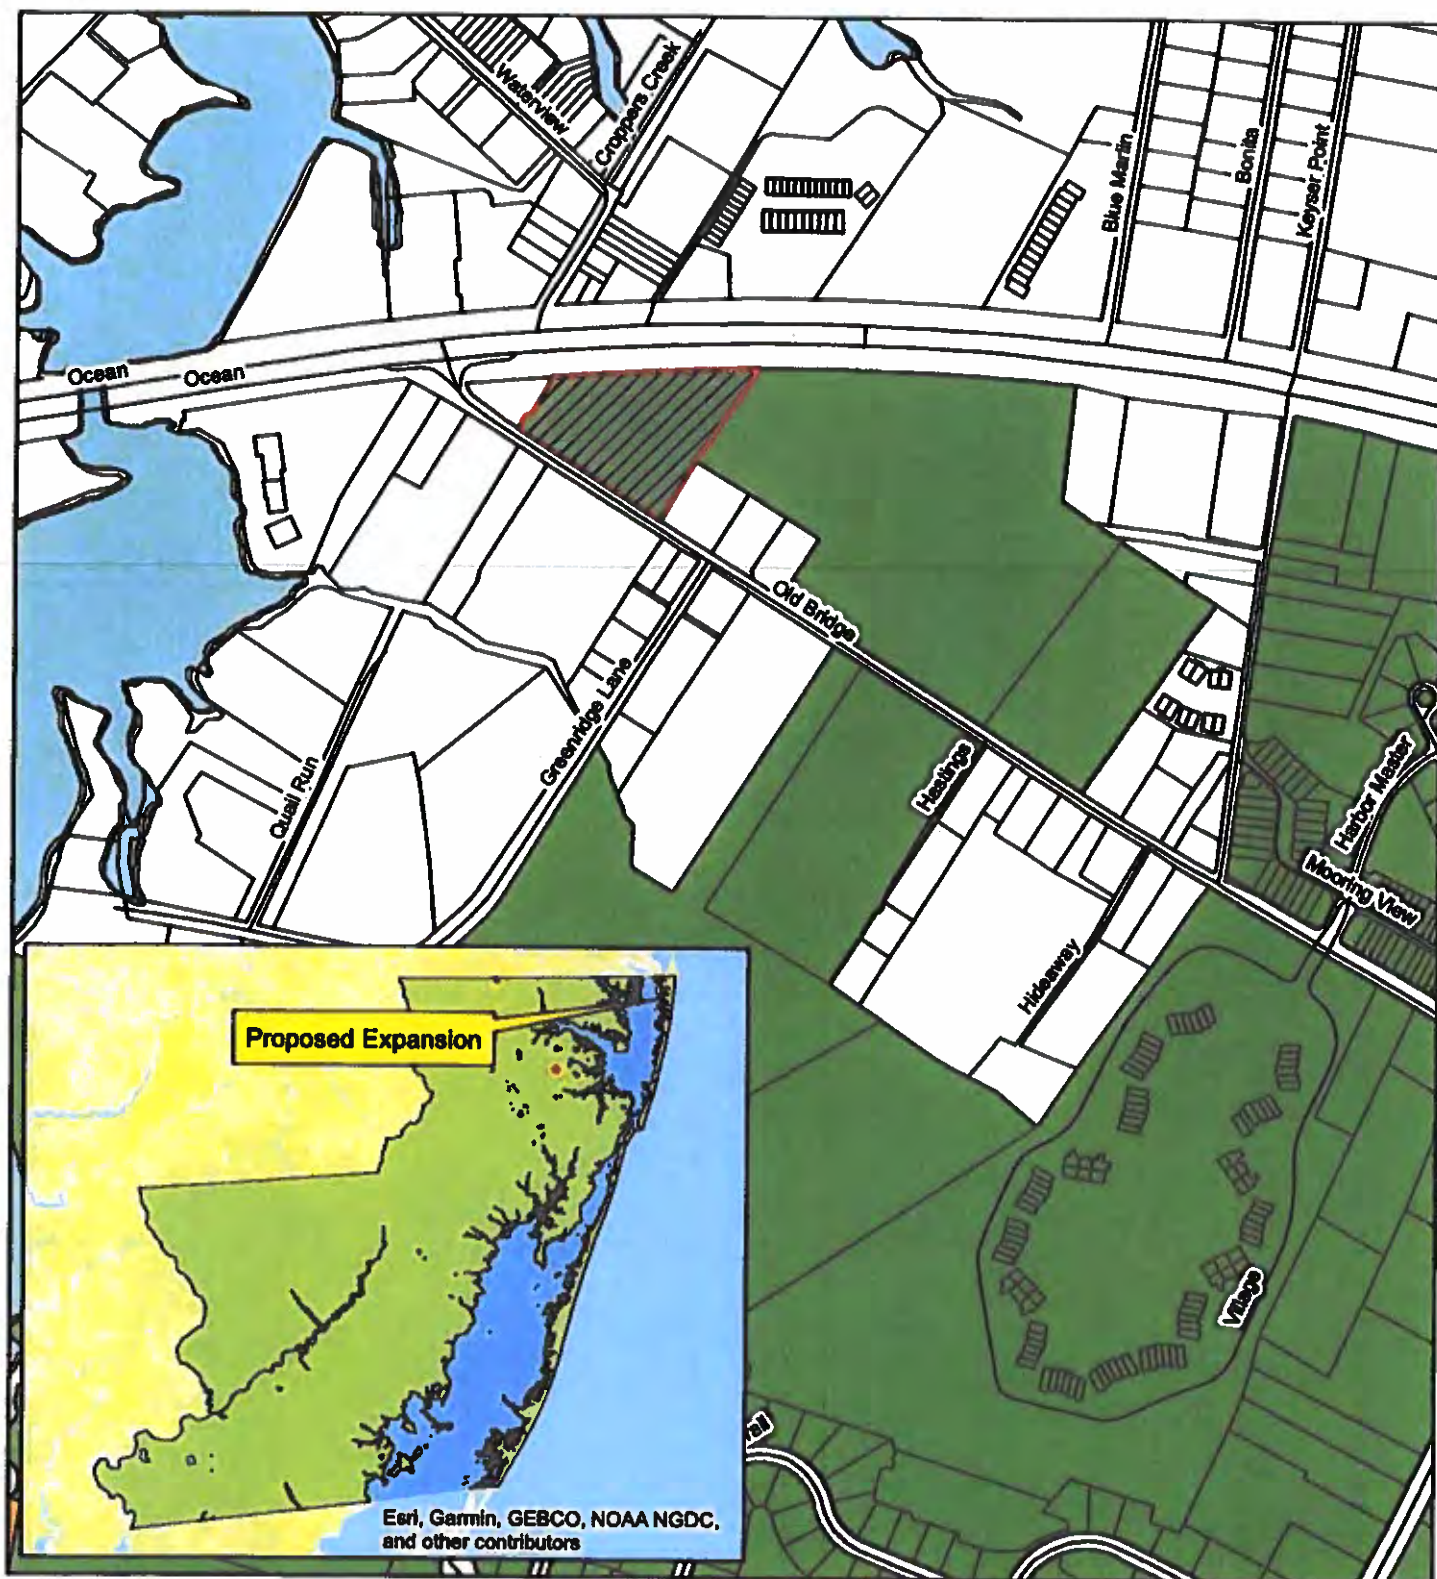 Waterview
Croppers Creek
Blue Marlin
Bonita
Keyser Point
Ocean
Ocean
Old Bridge
Greenridge Lane
Quail Run
Hastings
Harbor Master
Mooring View
Hideaway
Village
Proposed Expansion
Esri, Garmin, GEBCO, NOAA NGDC,
and other contributors